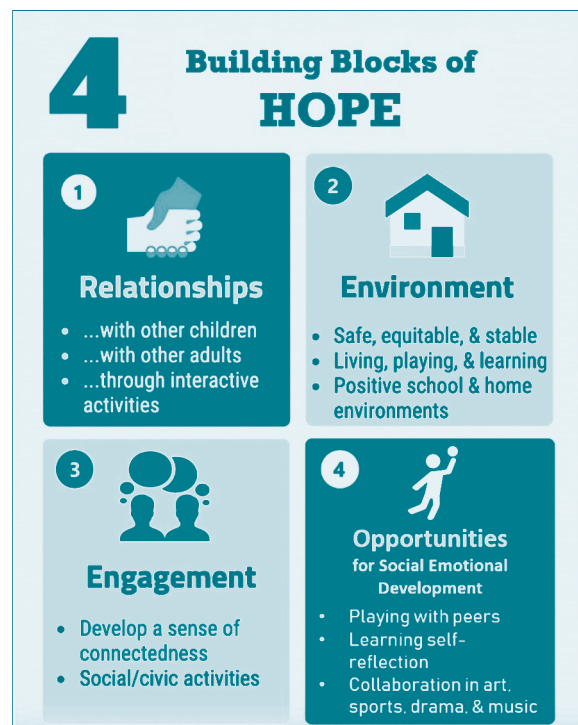 4 Building Blocks of
HOPE
1
Relationships
• ...with other children
• ...with other adults
• ...through interactive
activities
2
Environment
• Safe, equitable, & stable
• Living, playing, & learning
• Positive school & home
environments
3
Engagement
• Develop a sense of
connectedness
• Social/civic activities
4
Opportunities
for Social Emotional
Development
• Playing with peers
• Learning self-
reflection
• Collaboration in art,
sports, drama, & music